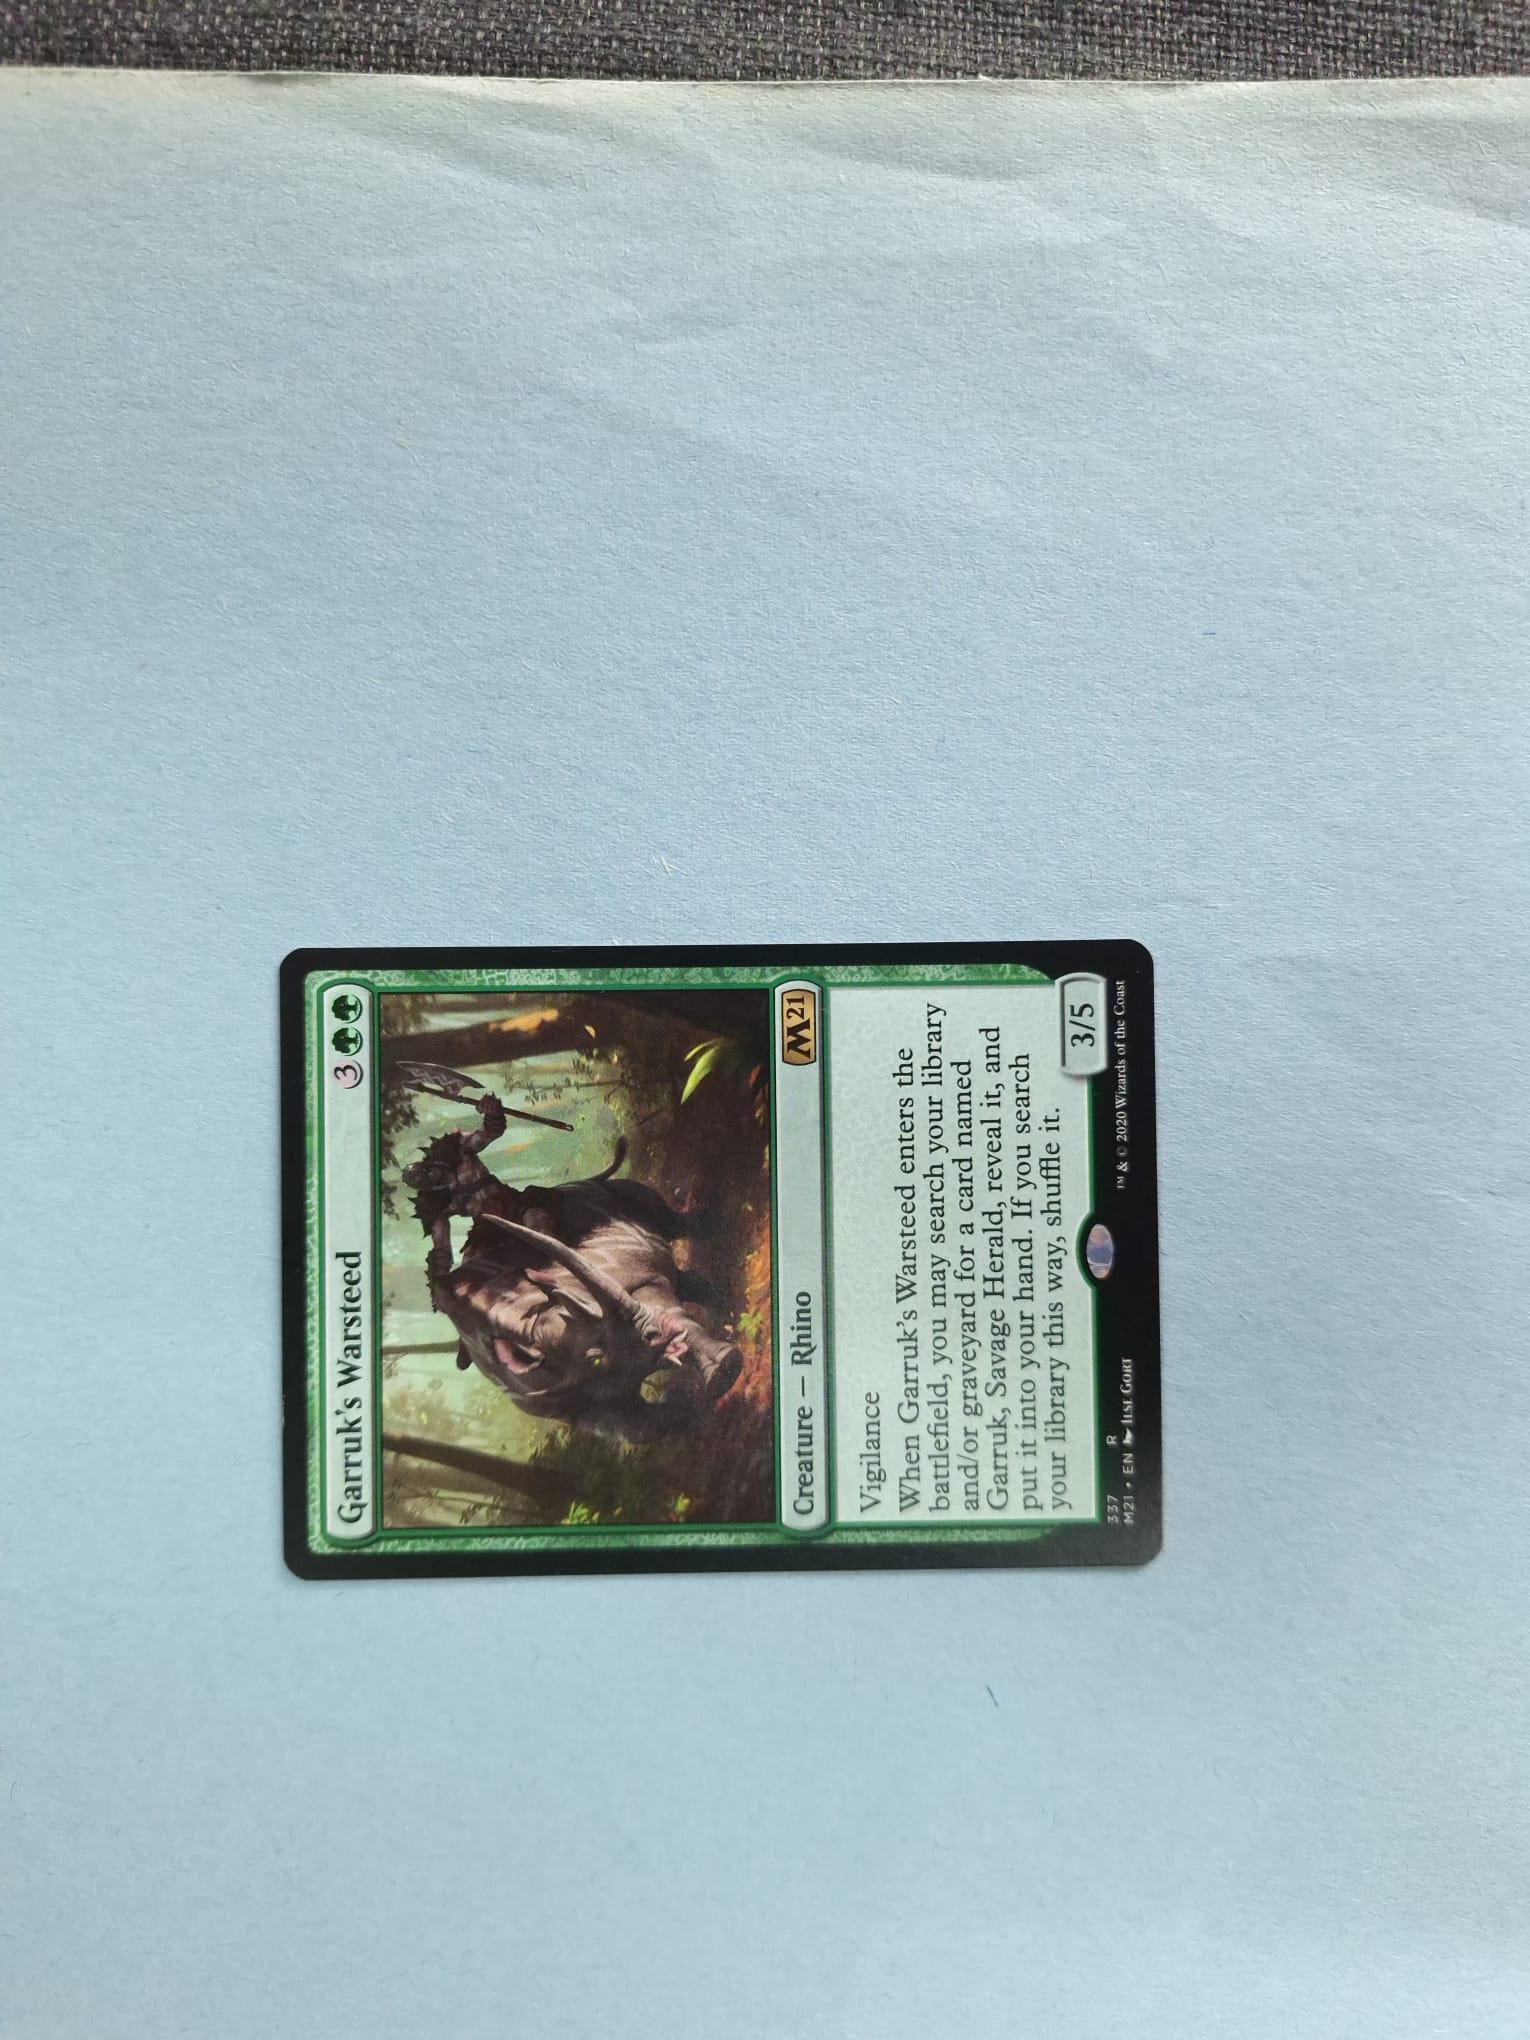 Garruk's Warsteed 3
Creature — Rhino M21
Vigilance
When Garruk's Warsteed enters the
battlefield, you may search your library
and/or graveyard for a card named
Garruk, Savage Herald, reveal it, and
put it into your hand. If you search
your library this way, shuffle it.
3/5
337 R
M21 • EN ILSE GORT
™ & © 2020 Wizards of the Coast